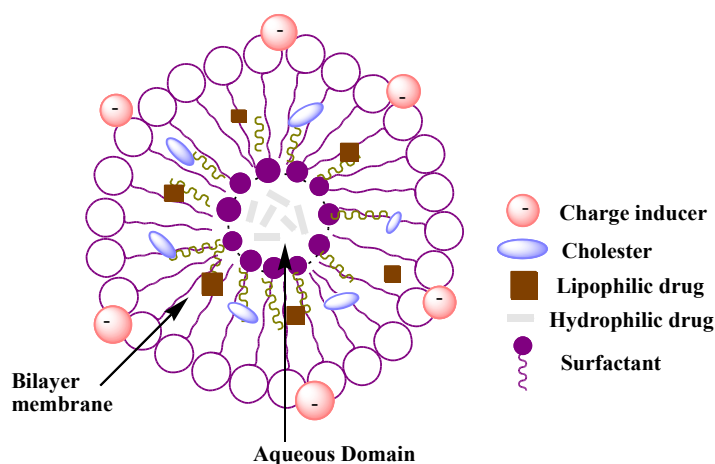 -
-
-
-
-
-
-
Charge inducer
Cholester
Lipophilic drug
Hydrophilic drug
Surfactant
Bilayer
membrane
Aqueous Domain